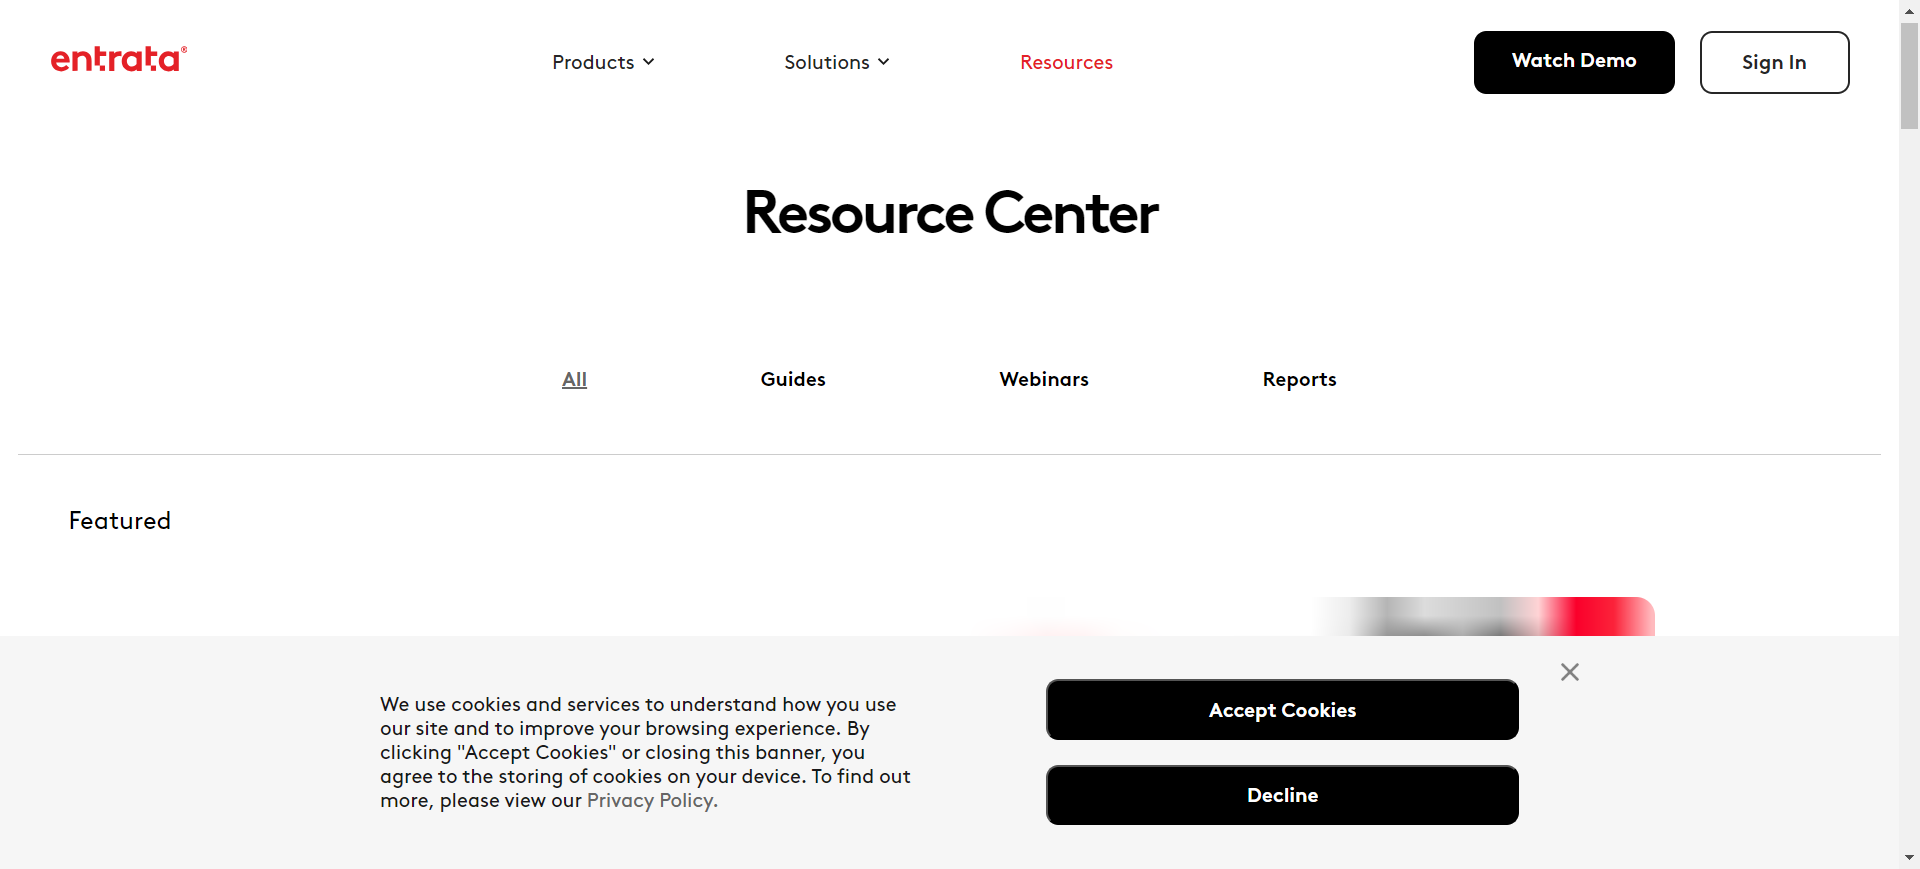 entrata®
Products
Solutions
Resources
Watch Demo
Sign In
Resource Center
All
Guides
Webinars
Reports
Featured
We use cookies and services to understand how you use
our site and to improve your browsing experience. By
clicking "Accept Cookies" or closing this banner, you
agree to the storing of cookies on your device. To find out
more, please view our Privacy Policy.
Accept Cookies
Decline